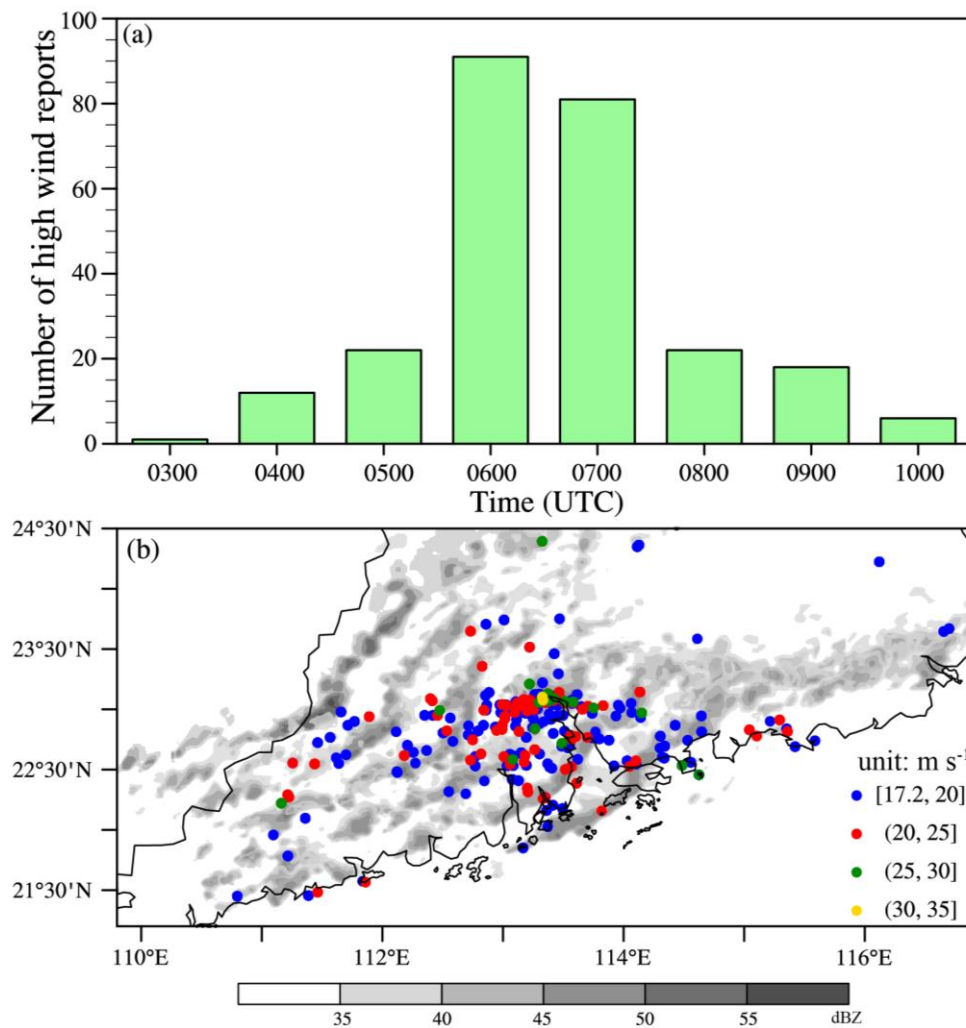 (a)
Number of high wind reports
100
80
60
40
20
0
0300 0400 0500 0600 0700 0800 0900 1000
Time (UTC)
(b)
24°30'N
23°30'N
22°30'N
21°30'N
unit: m s⁻¹
[17.2, 20]
(20, 25]
(25, 30]
(30, 35]
110°E 112°E 114°E 116°E
35 40 45 50 55 dBZ